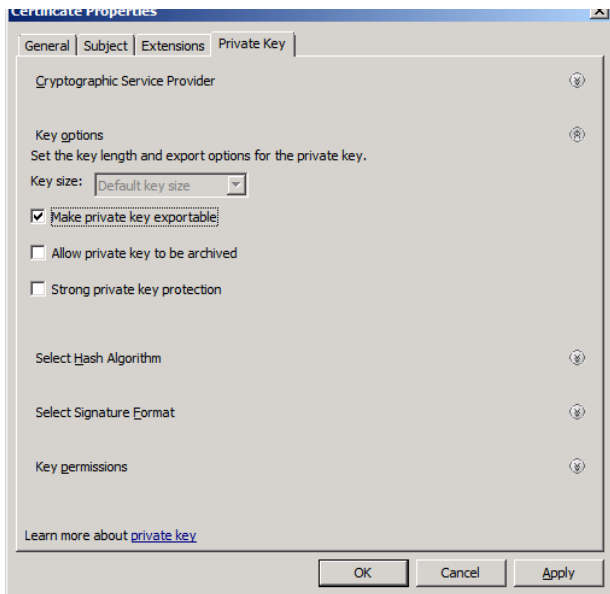 Certificate Properties
General Subject Extensions Private Key
Cryptographic Service Provider
Key options
Set the key length and export options for the private key.
Key size: Default key size
Make private key exportable
Allow private key to be archived
Strong private key protection
Select Hash Algorithm
Select Signature Format
Key permissions
Learn more about private key
OK Cancel Apply